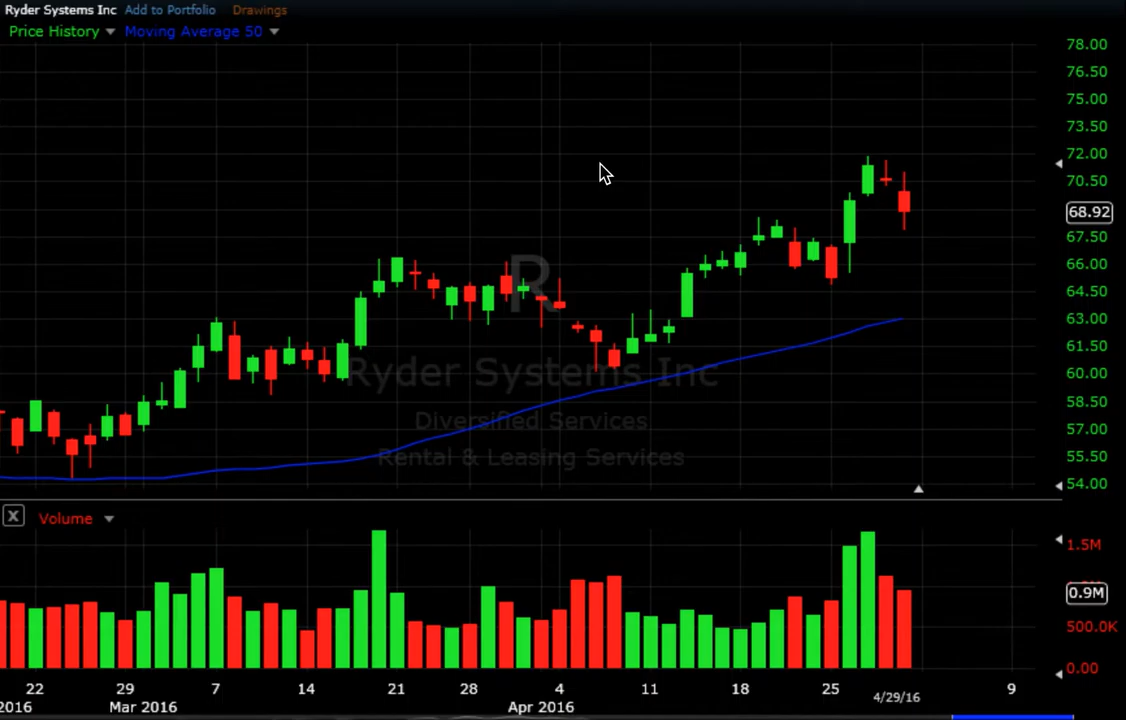 Ryder Systems Inc Add to Portfolio Drawings
Price History Moving Average 50
78.00
76.50
75.00
73.50
72.00
70.50
68.92
67.50
66.00
64.50
63.00
61.50
60.00
58.50
57.00
55.50
54.00
R
Ryder Systems Inc
Diversified Services
Rental & Leasing Services
X Volume
1.5M
0.9M
500.0K
0.00
22 29 7 14 21 28 4 11 18 25 4/29/16 9
2016 Mar 2016 Apr 2016